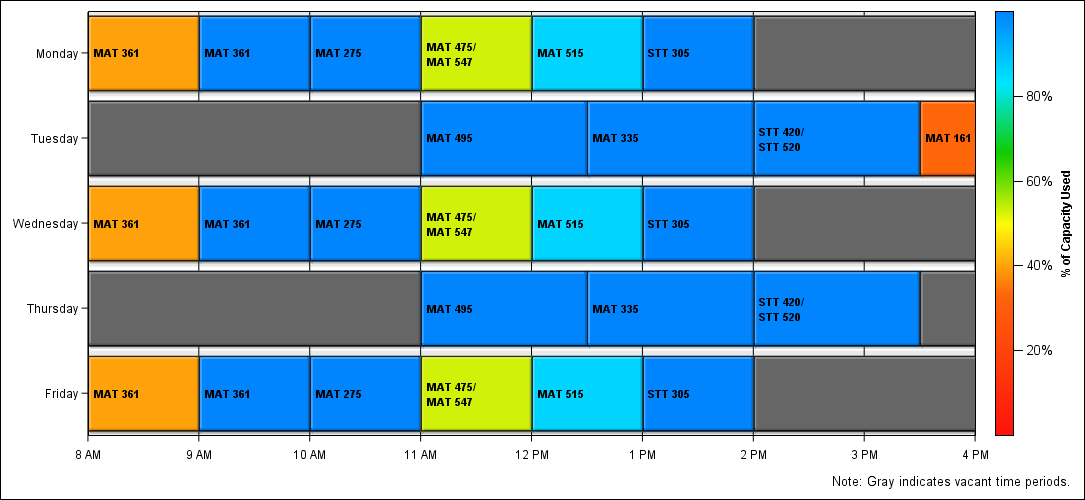 Monday
MAT 361
MAT 361
MAT 275
MAT 475/
MAT 547
MAT 515
STT 305
Tuesday
MAT 495
MAT 335
STT 420/
STT 520
MAT 161
Wednesday
MAT 361
MAT 361
MAT 275
MAT 475/
MAT 547
MAT 515
STT 305
Thursday
MAT 495
MAT 335
STT 420/
STT 520
Friday
MAT 361
MAT 361
MAT 275
MAT 475/
MAT 547
MAT 515
STT 305
8 AM
9 AM
10 AM
11 AM
12 PM
1 PM
2 PM
3 PM
4 PM
80%
60%
40%
20%
% of Capacity Used
Note: Gray indicates vacant time periods.